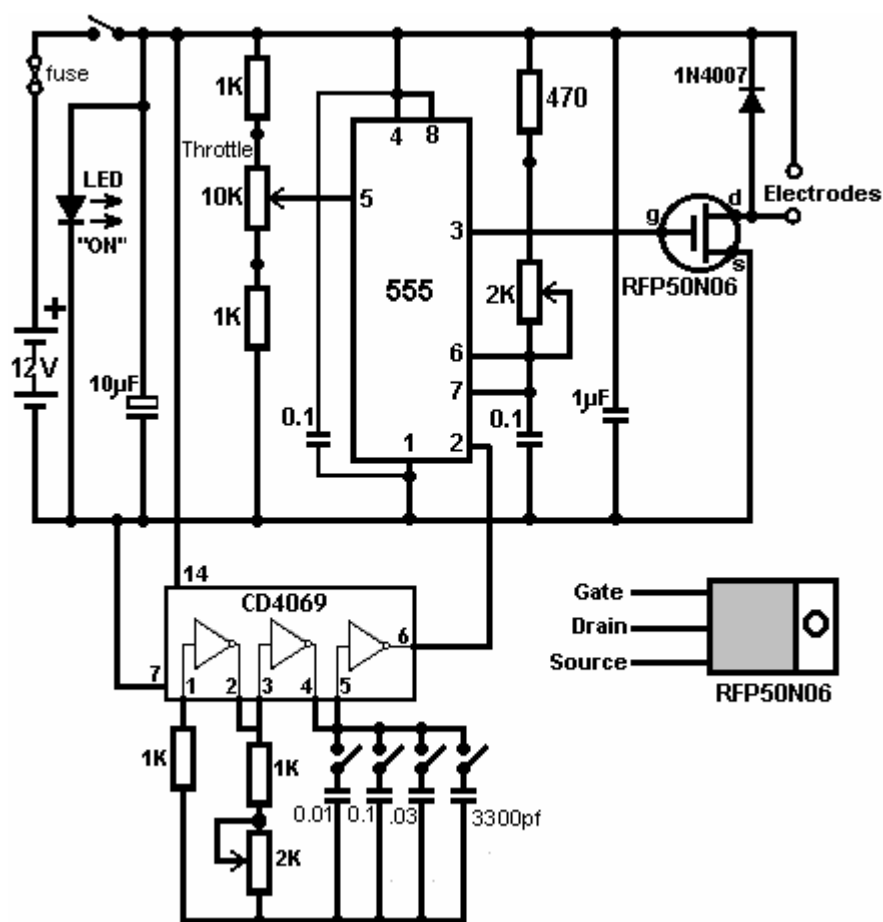 fuse
1K
4
8
470
1N4007
Throttle
LED
10K
5
Electrodes
d
g
3
"ON"
s
555
2K
RFP50N06
+
1K
6
12V
10µF
7
1µF
0.1
1
2
0.1
14
CD4069
Gate
6
Drain
7
1
2
3
4
5
Source
RFP50N06
1K
1K
0.01
0.1
.03
3300pf
2K